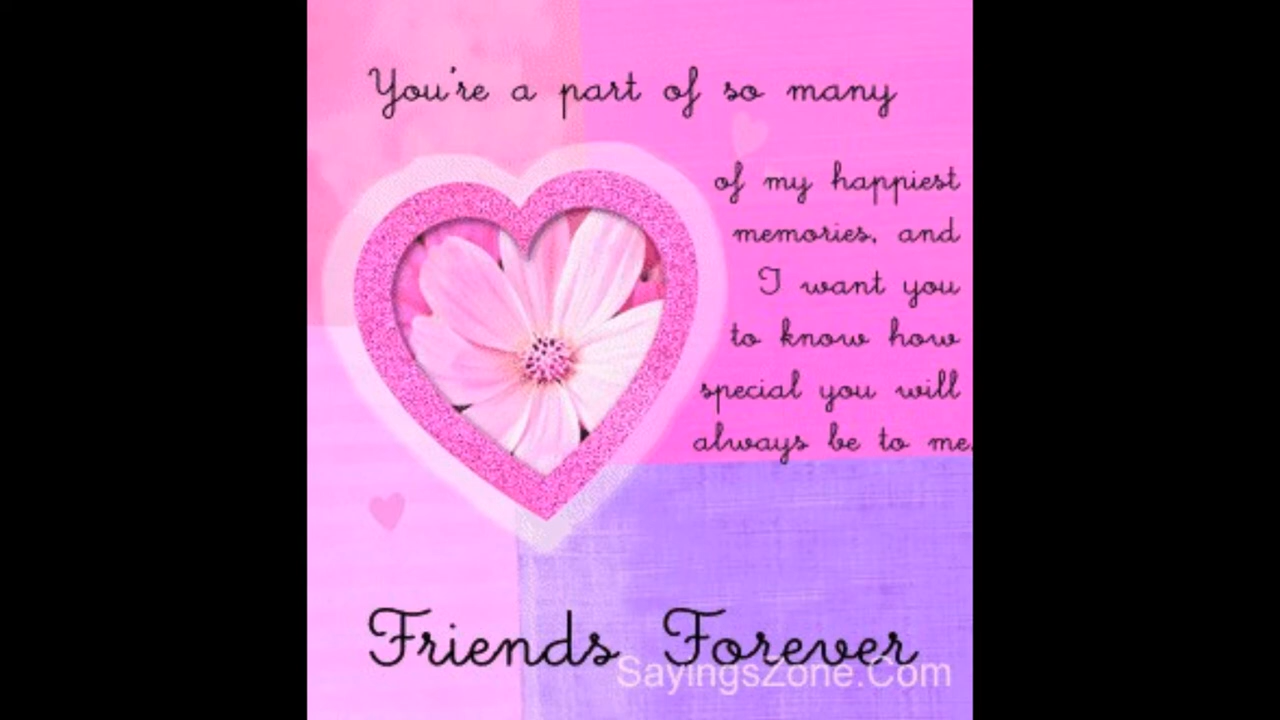 You're a part of so many
of my happiest
memories, and
I want you
to know how
special you will
always be to me.
Friends Forever
SayingsZone.Com